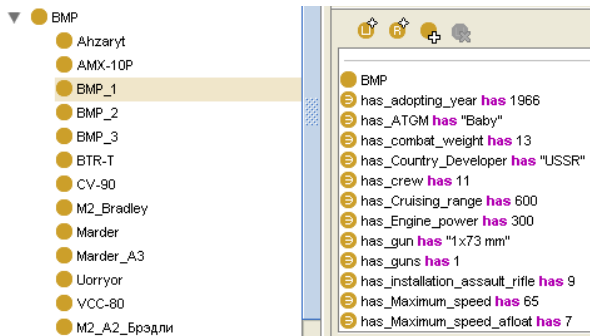 BMP
Ahzaryt
AMX-10P
BMP_1
BMP_2
BMP_3
BTR-T
CV-90
M2_Bradley
Marder
Marder_A3
Uorryor
VCC-80
M2_A2_Брэдли
BMP
has_adopting_year has 1966
has_ATGM has "Baby"
has_combat_weight has 13
has_Country_Developer has "USSR"
has_crew has 11
has_Cruising_range has 600
has_Engine_power has 300
has_gun has "1x73 mm"
has_guns has 1
has_installation_assault_rifle has 9
has_Maximum_speed has 65
has_Maximum_speed_afloat has 7